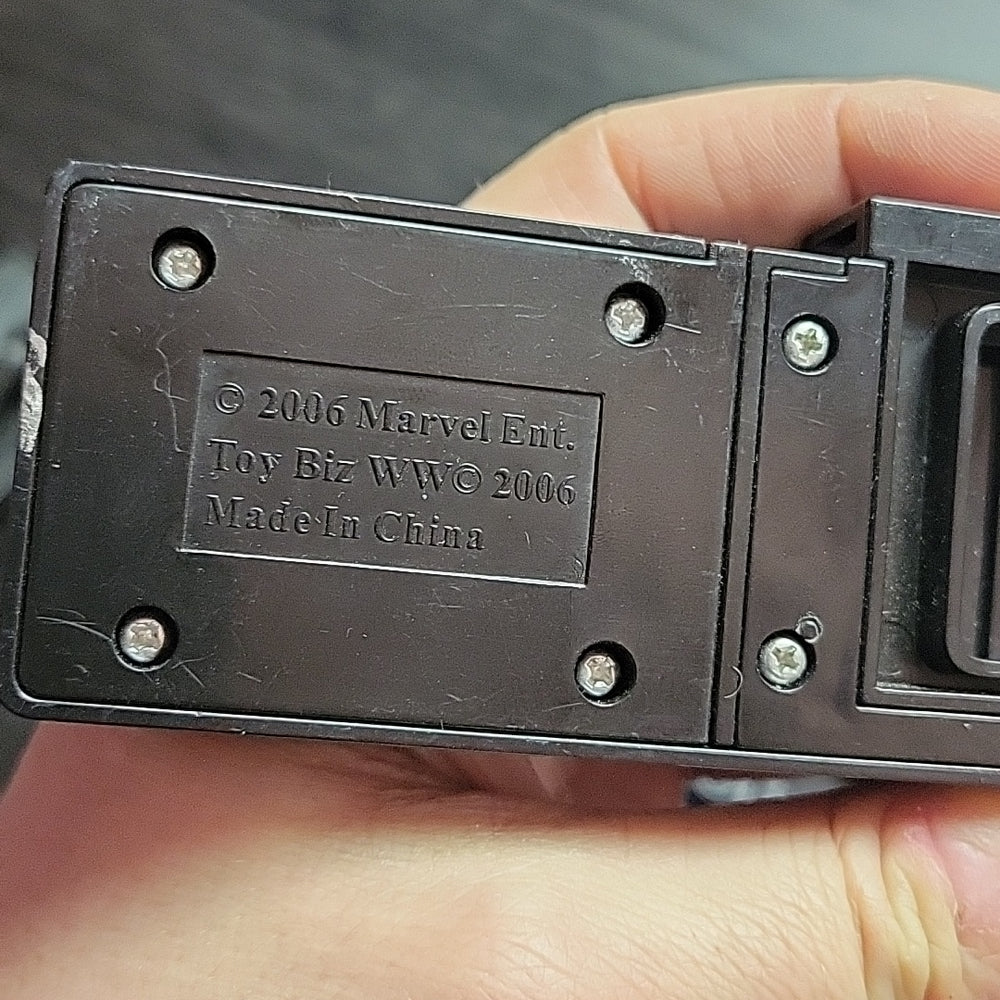 © 2006 Marvel Ent.
Toy Biz WW© 2006
Made In China